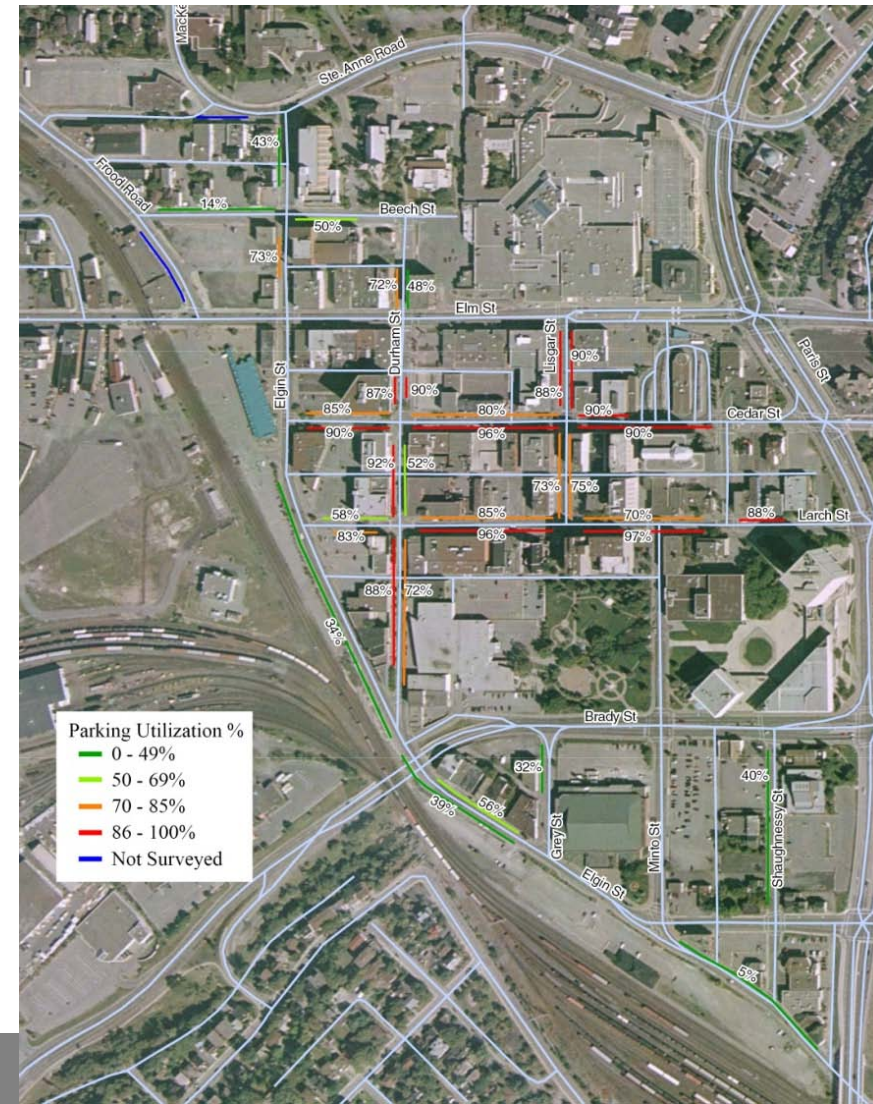 MacKe
Ste. Anne Road
43%
Frood Road
14%
Beech St
50%
73%
72%
48%
Elm St
Durham St
Lisgar St
Paris St
Elgin St
90%
87%
90%
88%
85%
80%
90%
Cedar St
90%
96%
90%
92%
52%
73%
75%
58%
85%
70%
88%
Larch St
83%
96%
97%
88%
72%
34%
Brady St
Parking Utilization %
0 - 49%
50 - 69%
70 - 85%
86 - 100%
Not Surveyed
32%
40%
39%
56%
Grey St
Minto St
Shaughnessy St
Elgin St
5%